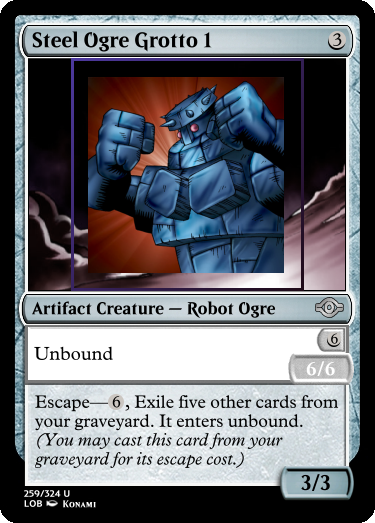 Steel Ogre Grotto 1 3
Artifact Creature — Robot Ogre
6
Unbound
6/6
Escape—6, Exile five other cards from
your graveyard. It enters unbound.
(You may cast this card from your
graveyard for its escape cost.)
3/3
259/324 U
LOB Konami